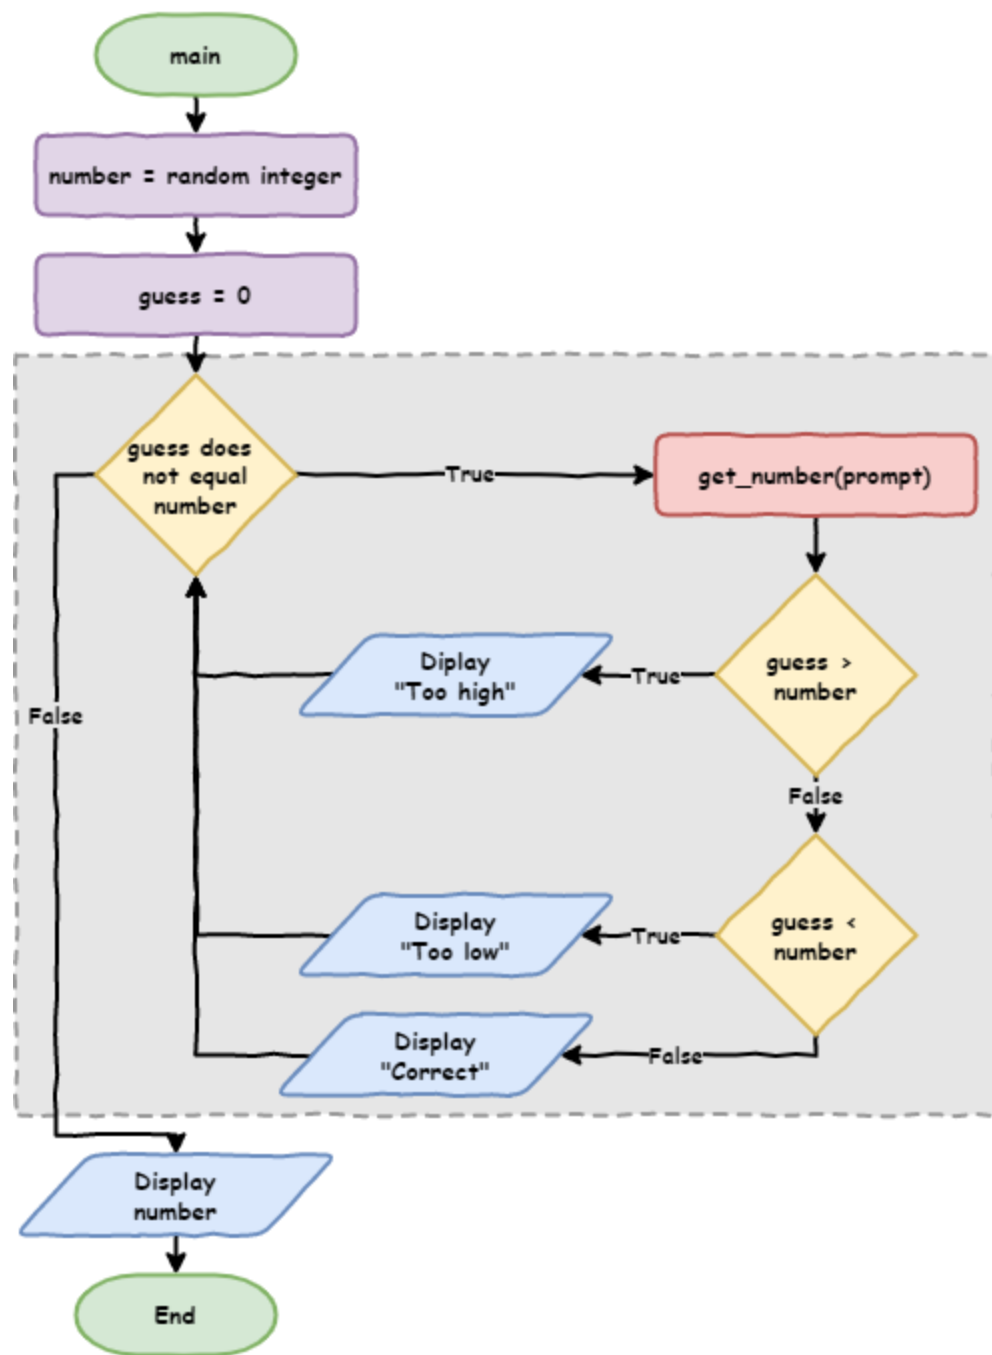 main
number = random integer
guess = 0
guess does
not equal
number
True
get_number(prompt)
Diplay
"Too high"
True
guess >
number
False
False
Display
"Too low"
True
guess <
number
Display
"Correct"
False
Display
number
End